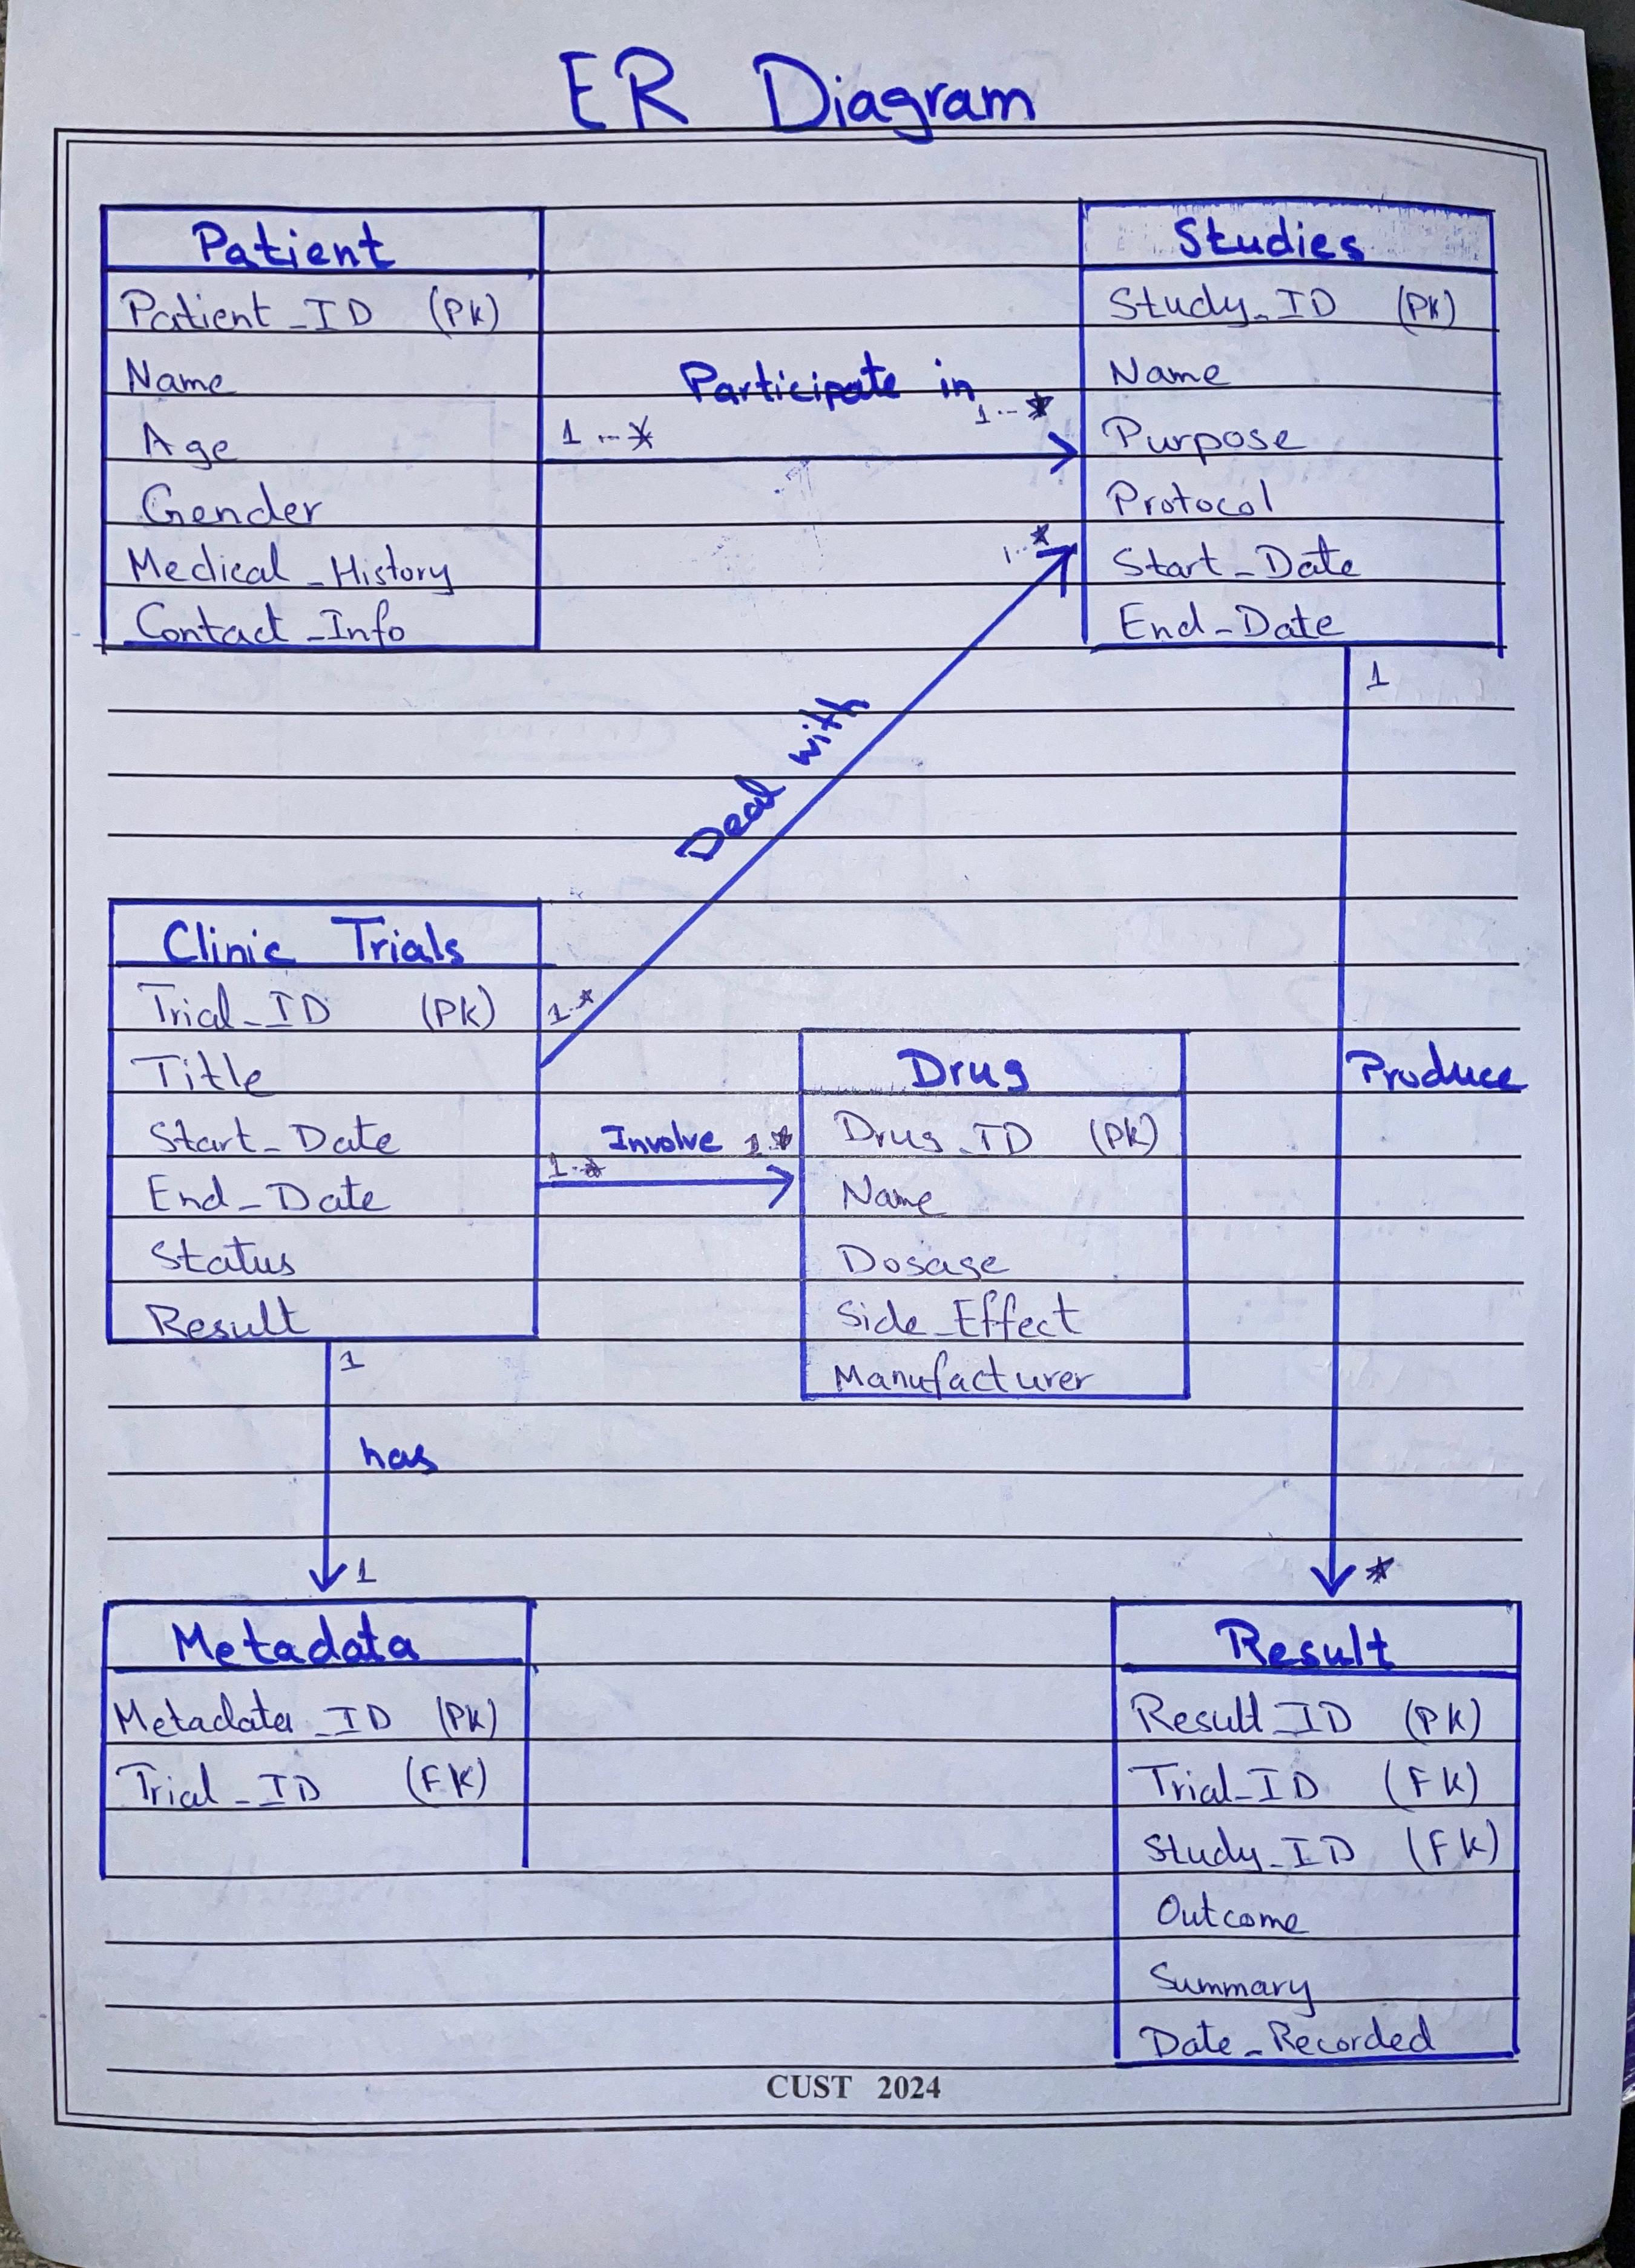 ER Diagram
Patient
Patient_ID (PK)
Name
Age
Gender
Medical_History
Contact_Info
Participate in
1..*
1..*
Studies
Study_ID (PK)
Name
Purpose
Protocol
Start_Date
End_Date
1..*
Deal with
1..*
1
Produce
*
Clinic Trials
Trial_ID (PK)
Title
Start_Date
End_Date
Status
Result
Involve
1..*
1..*
Drug
Drug_ID (PK)
Name
Dosage
Side_Effect
Manufacturer
1
has
1
Metadata
Metadata_ID (PK)
Trial_ID (FK)
Result
Result_ID (PK)
Trial_ID (FK)
Study_ID (FK)
Outcome
Summary
Date_Recorded
CUST 2024